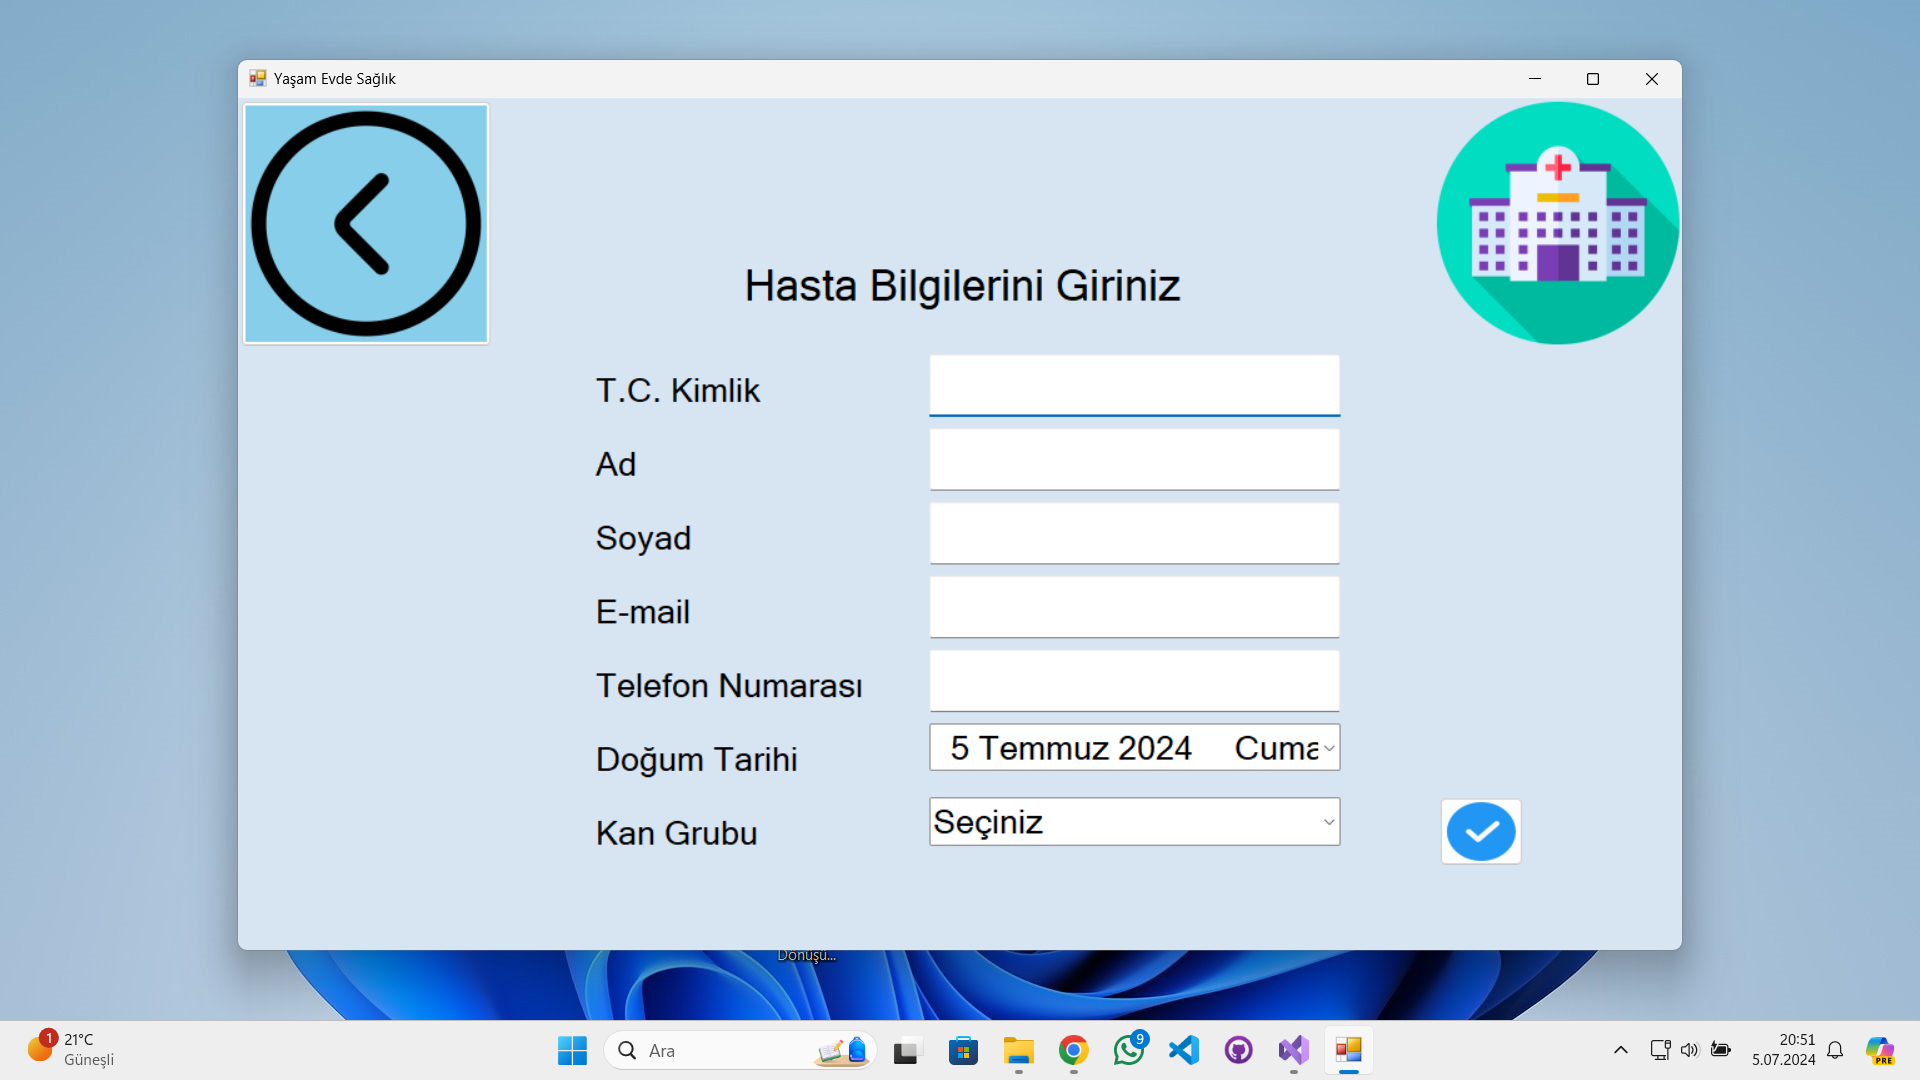 Yaşam Evde Sağlık
Hasta Bilgilerini Giriniz
T.C. Kimlik
Ad
Soyad
E-mail
Telefon Numarası
Doğum Tarihi
5 Temmuz 2024 Cuma
Kan Grubu
Seçiniz
Dönüşü...
1
21°C
Güneşli
Ara
9
20:51
5.07.2024
PRE